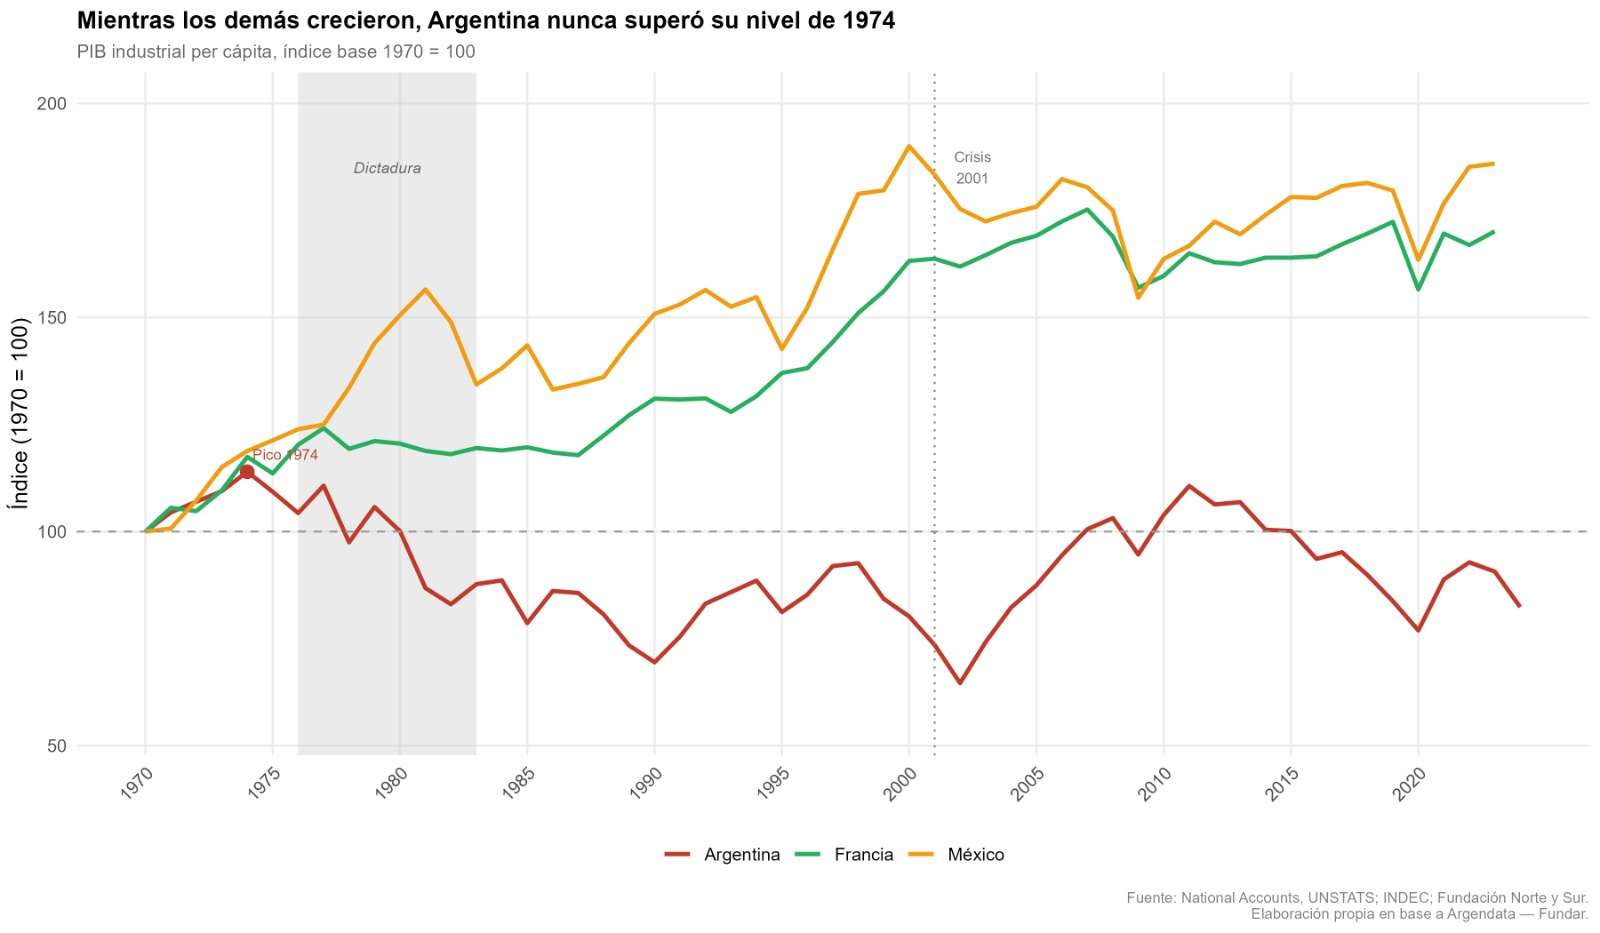 Mientras los demás crecieron, Argentina nunca superó su nivel de 1974
PIB industrial per cápita, índice base 1970 = 100
Índice (1970 = 100)
200
150
100
50
Dictadura
Crisis
2001
Pico 1974
1970
1975
1980
1985
1990
1995
2000
2005
2010
2015
2020
Argentina
Francia
México
Fuente: National Accounts, UNSTATS; INDEC; Fundación Norte y Sur.
Elaboración propia en base a Argendata — Fundar.